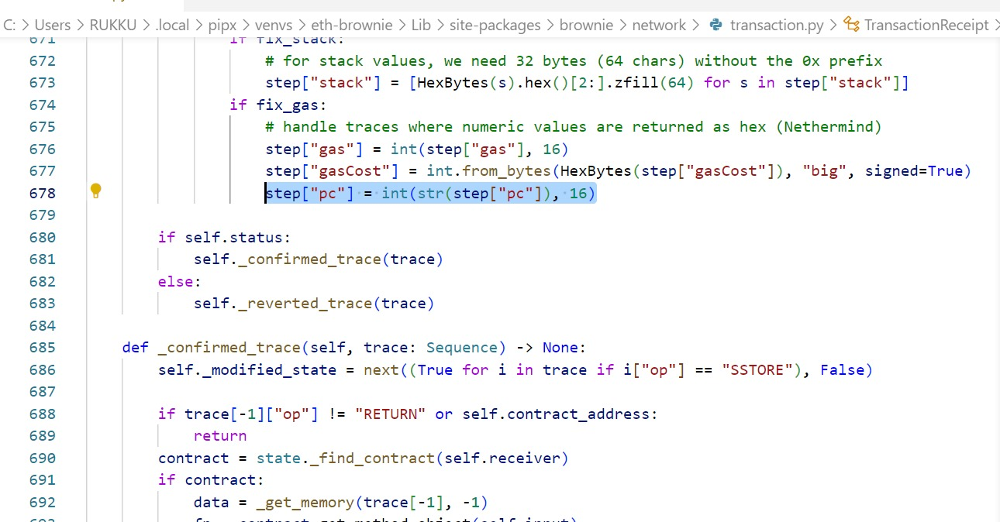 C: > Users > RUKKU > .local > pipx > venvs > eth-brownie > Lib > site-packages > brownie > network > transaction.py > TransactionReceipt >
671 if fix_stack:
672 # for stack values, we need 32 bytes (64 chars) without the 0x prefix
673 step["stack"] = [HexBytes(s).hex()[2:].zfill(64) for s in step["stack"]]
674 if fix_gas:
675 # handle traces where numeric values are returned as hex (Nethermind)
676 step["gas"] = int(step["gas"], 16)
677 step["gasCost"] = int.from_bytes(HexBytes(step["gasCost"]), "big", signed=True)
678 step["pc"] = int(str(step["pc"]), 16)
679
680 if self.status:
681 self._confirmed_trace(trace)
682 else:
683 self._reverted_trace(trace)
684
685 def _confirmed_trace(self, trace: Sequence) -> None:
686 self._modified_state = next((True for i in trace if i["op"] == "SSTORE"), False)
687
688 if trace[-1]["op"] != "RETURN" or self.contract_address:
689 return
690 contract = state._find_contract(self.receiver)
691 if contract:
692 data = _get_memory(trace[-1], -1)